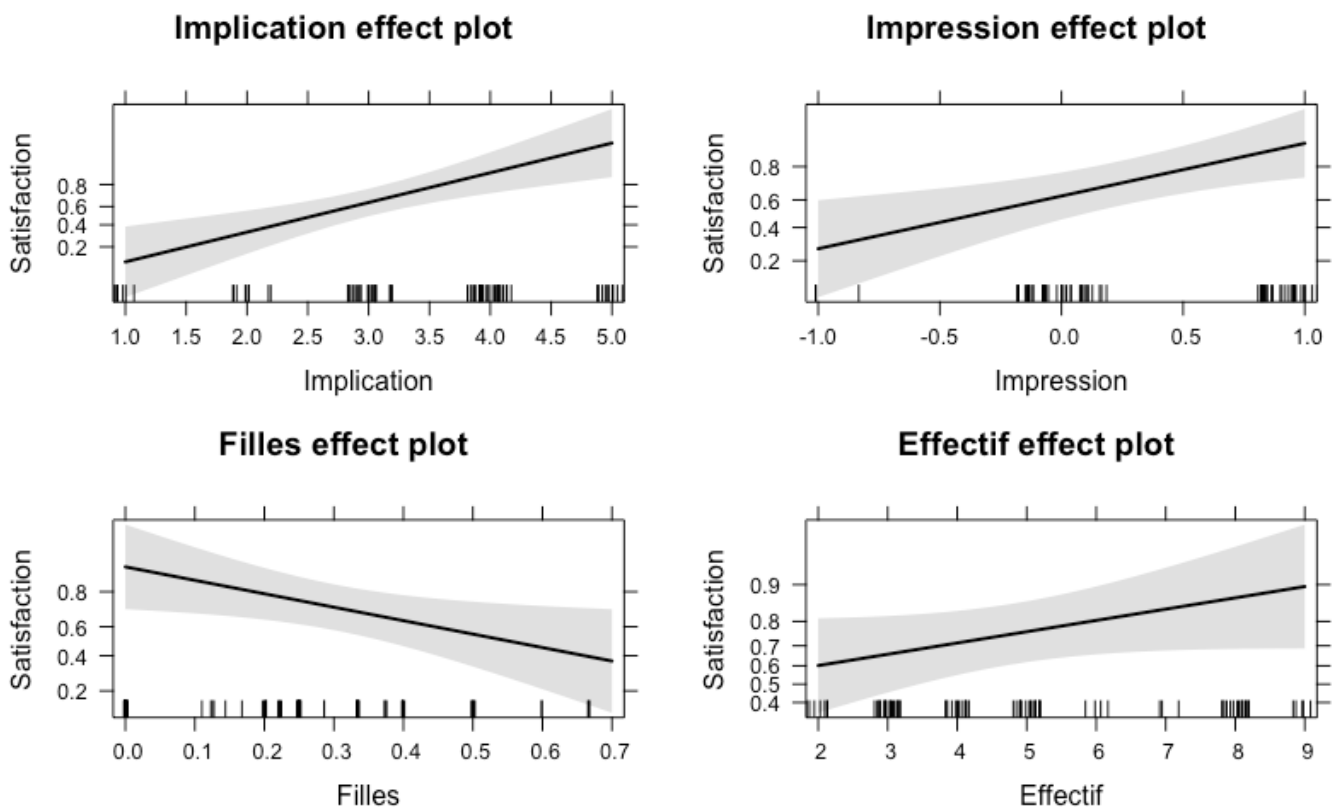 Implication effect plot
Satisfaction
0.8
0.6
0.4
0.2
1.0 1.5 2.0 2.5 3.0 3.5 4.0 4.5 5.0
Implication
Impression effect plot
Satisfaction
0.8
0.6
0.4
0.2
-1.0 -0.5 0.0 0.5 1.0
Impression
Filles effect plot
Satisfaction
0.8
0.6
0.4
0.2
0.0 0.1 0.2 0.3 0.4 0.5 0.6 0.7
Filles
Effectif effect plot
Satisfaction
0.9
0.8
0.7
0.6
0.5
0.4
2 3 4 5 6 7 8 9
Effectif